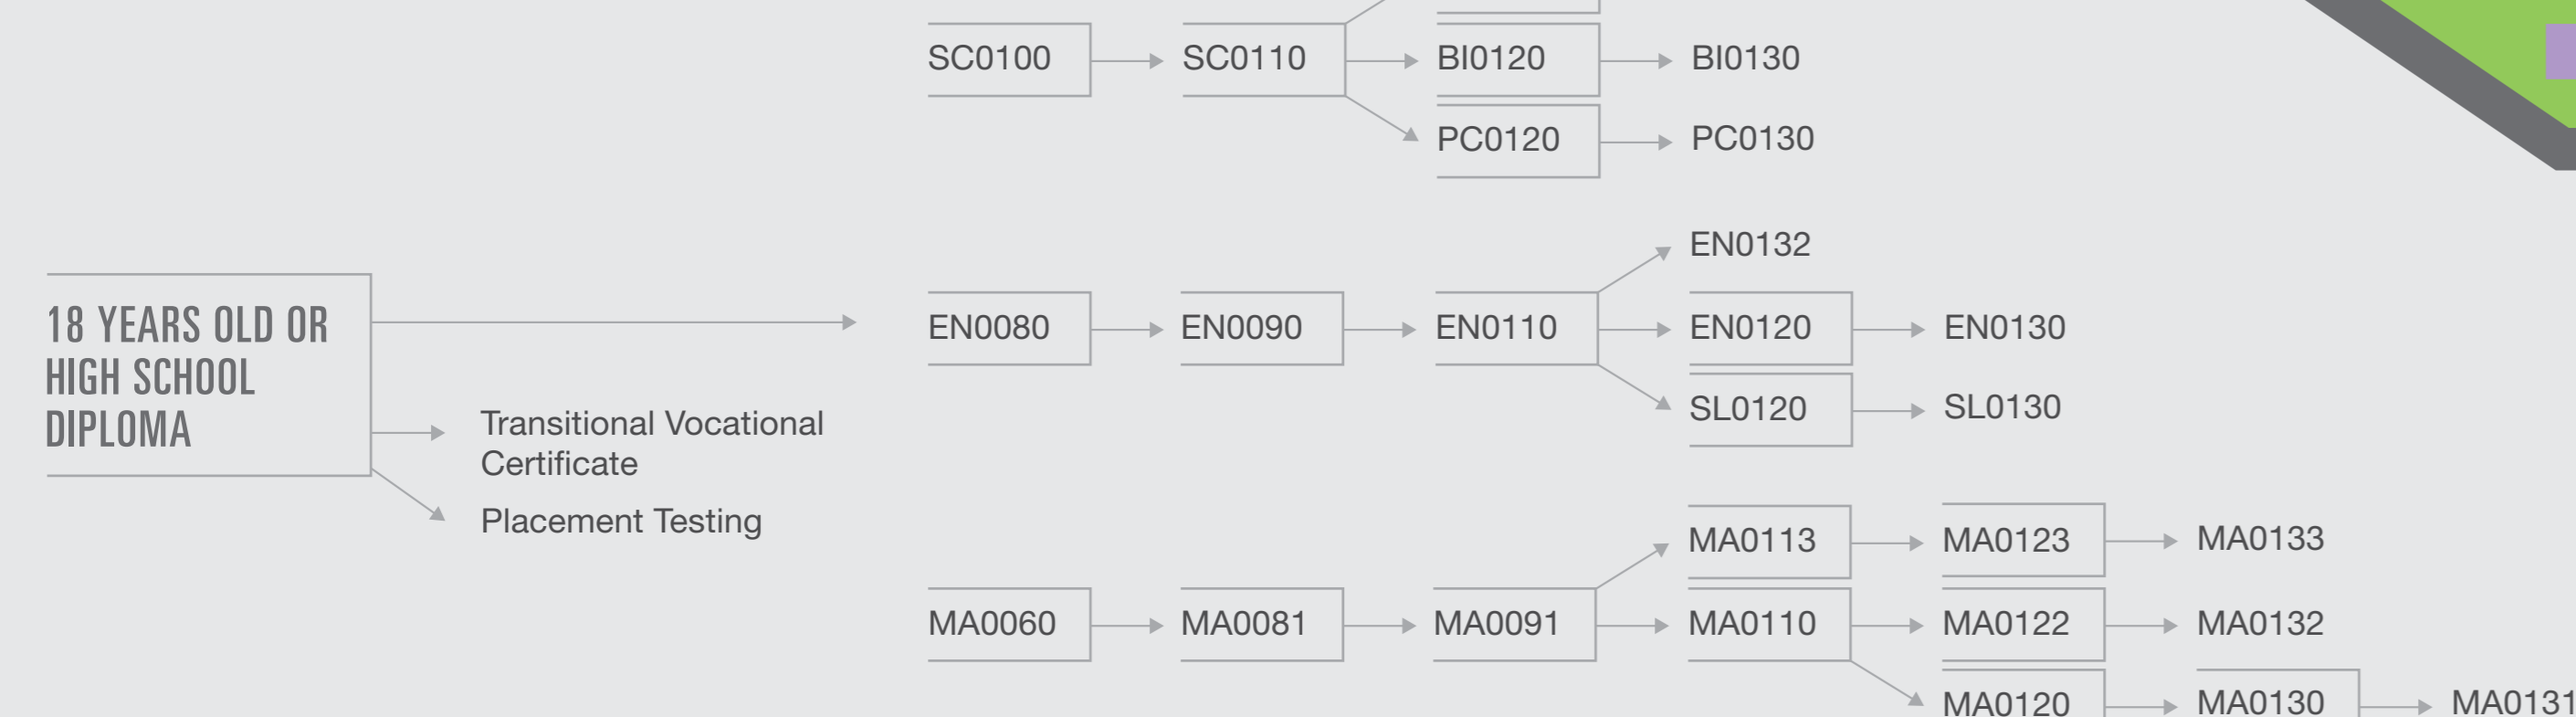 SC0100 SC0110 BI0120 BI0130
PC0120 PC0130
EN0132
18 YEARS OLD OR
HIGH SCHOOL
DIPLOMA
EN0080 EN0090 EN0110 EN0120 EN0130
SL0120 SL0130
Transitional Vocational
Certificate
Placement Testing
MA0113 MA0123 MA0133
MA0060 MA0081 MA0091 MA0110 MA0122 MA0132
MA0120 MA0130 MA0131